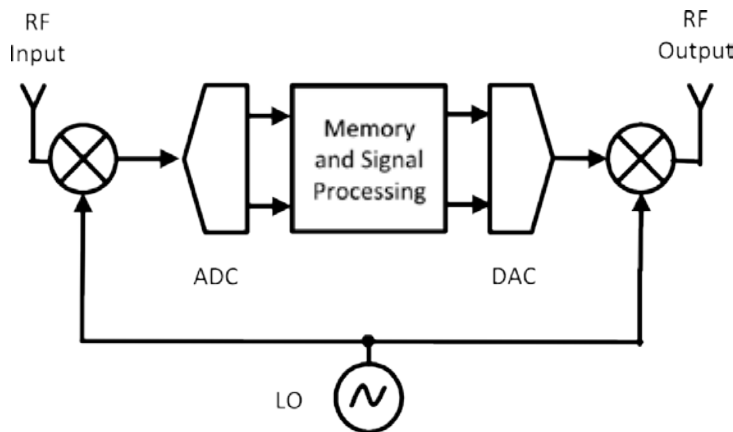 RF
Input
RF
Output
Memory
and Signal
Processing
ADC
DAC
LO